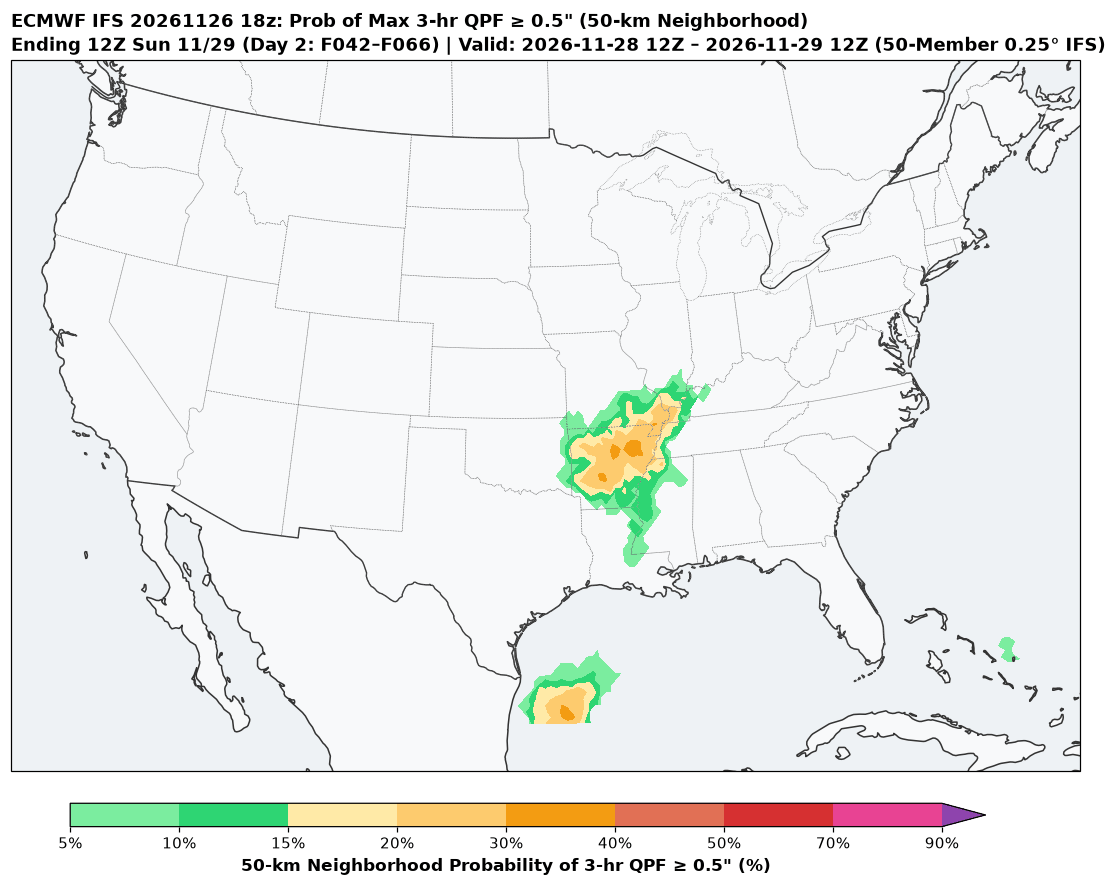 ECMWF IFS 20261126 18z: Prob of Max 3-hr QPF ≥ 0.5" (50-km Neighborhood)
Ending 12Z Sun 11/29 (Day 2: F042–F066) | Valid: 2026-11-28 12Z – 2026-11-29 12Z (50-Member 0.25° IFS)
5% 10% 15% 20% 30% 40% 50% 70% 90%
50-km Neighborhood Probability of 3-hr QPF ≥ 0.5" (%)